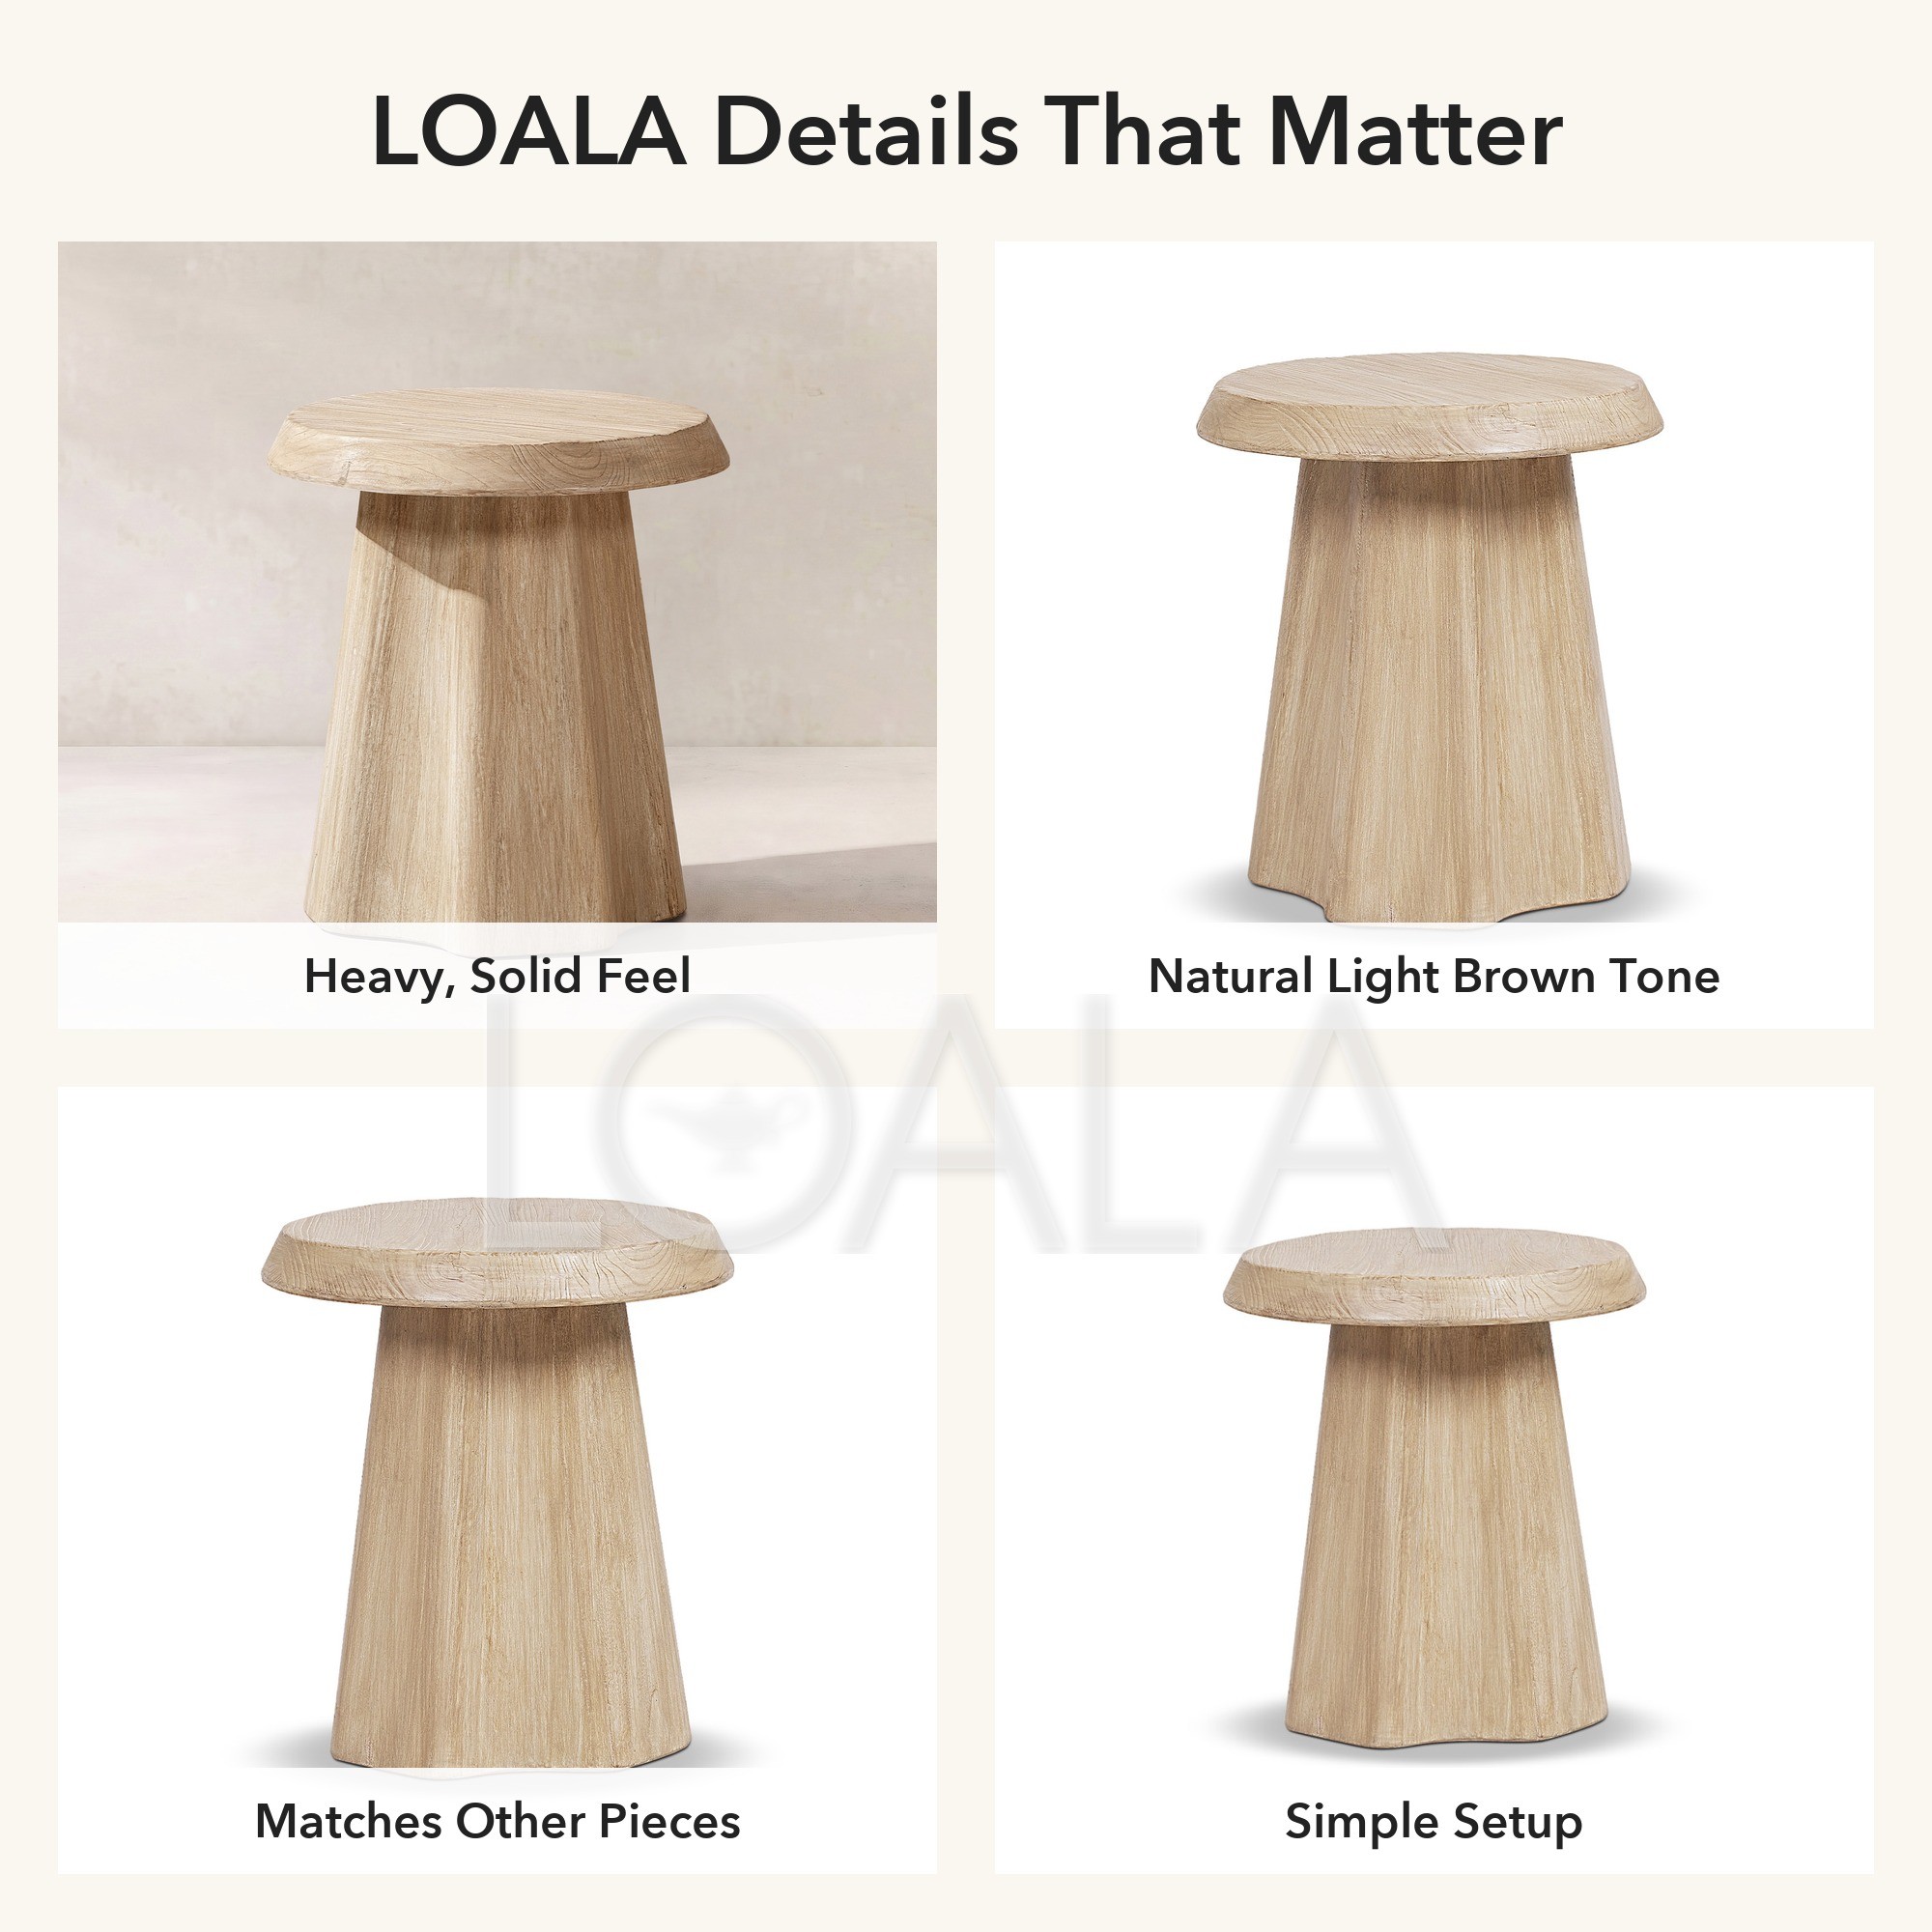 LOALA Details That Matter
Heavy, Solid Feel
Natural Light Brown Tone
LOALA
Matches Other Pieces
Simple Setup